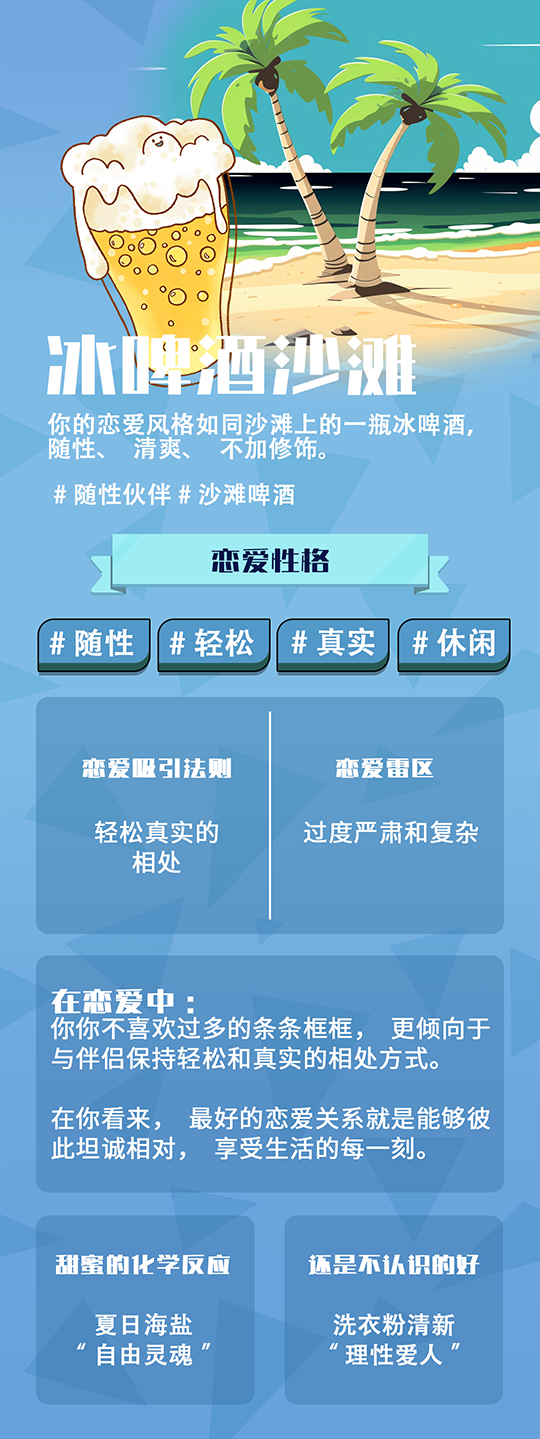 冰啤酒沙滩
你的恋爱风格如同沙滩上的一瓶冰啤酒,
随性、 清爽、 不加修饰。
#随性伙伴#沙滩啤酒
恋爱性格
#随性 #轻松 #真实 #休闲
恋爱吸引法则
轻松真实的
相处
恋爱雷区
过度严肃和复杂
在恋爱中:
你你不喜欢过多的条条框框， 更倾向于
与伴侣保持轻松和真实的相处方式。
在你看来， 最好的恋爱关系就是能够彼
此坦诚相对， 享受生活的每一刻。
甜蜜的化学反应
夏日海盐
“自由灵魂”
还是不认识的好
洗衣粉清新
“理性爱人”